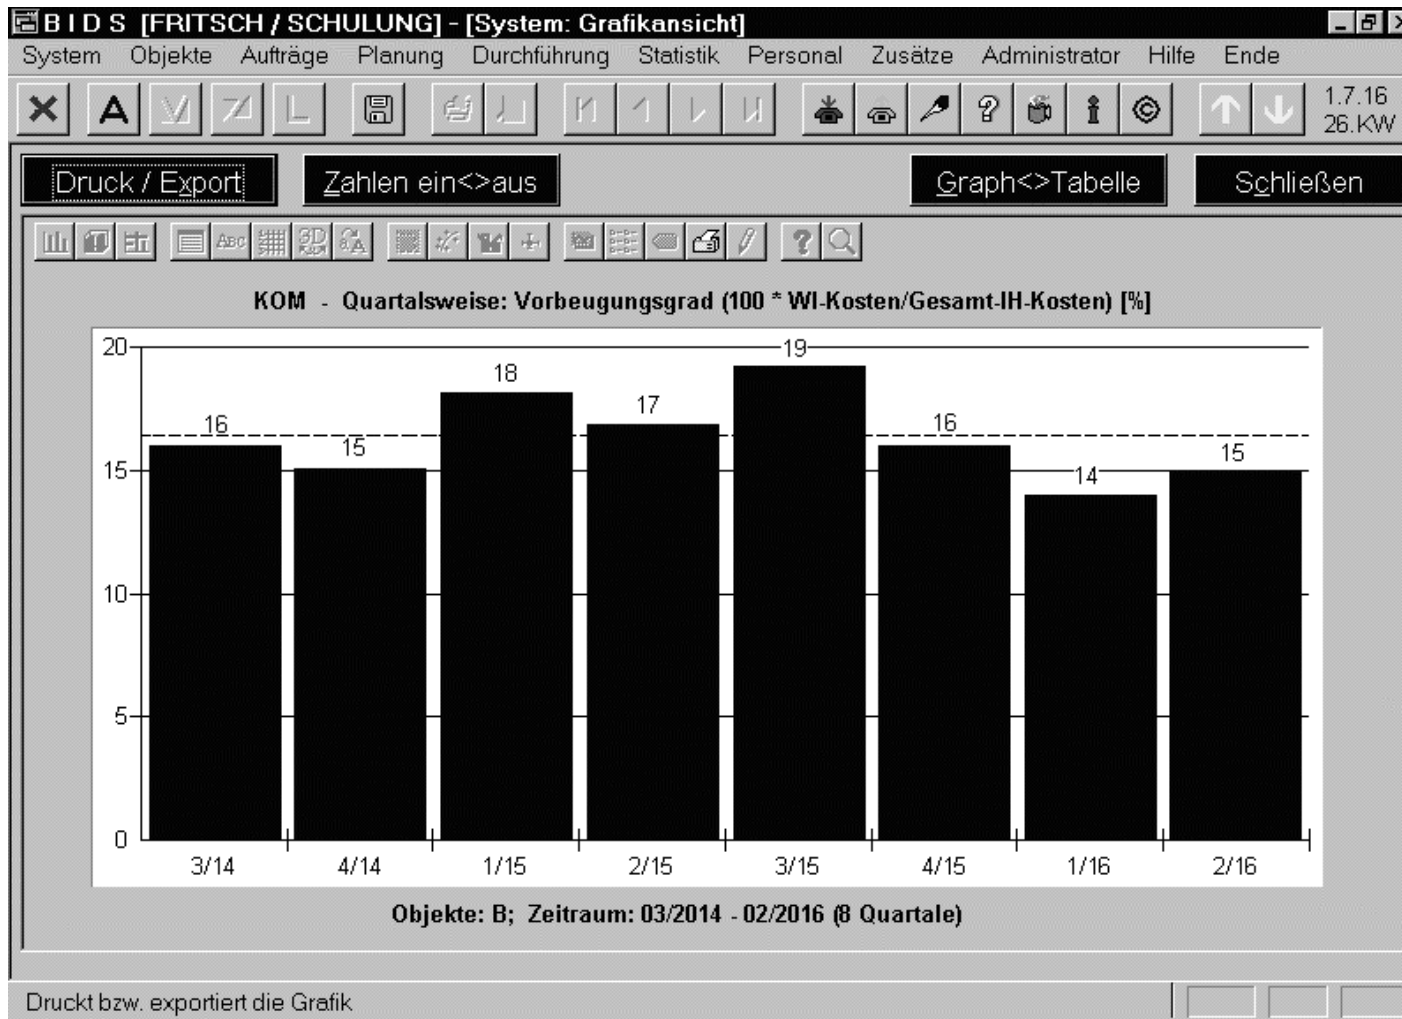 B I D S [FRITSCH / SCHULUNG] - [System: Grafikansicht]
System Objekte Aufträge Planung Durchführung Statistik Personal Zusätze Administrator Hilfe Ende
1.7.16
26.KW
Druck / Export Zahlen ein<>aus Graph<>Tabelle Schließen
ABC 3D
KOM - Quartalsweise: Vorbeugungsgrad (100 * WI-Kosten/Gesamt-IH-Kosten) [%]
20
19
18
17
16
16
15
15
15
14
10
5
0
3/14 4/14 1/15 2/15 3/15 4/15 1/16 2/16
Objekte: B; Zeitraum: 03/2014 - 02/2016 (8 Quartale)
Druckt bzw. exportiert die Grafik